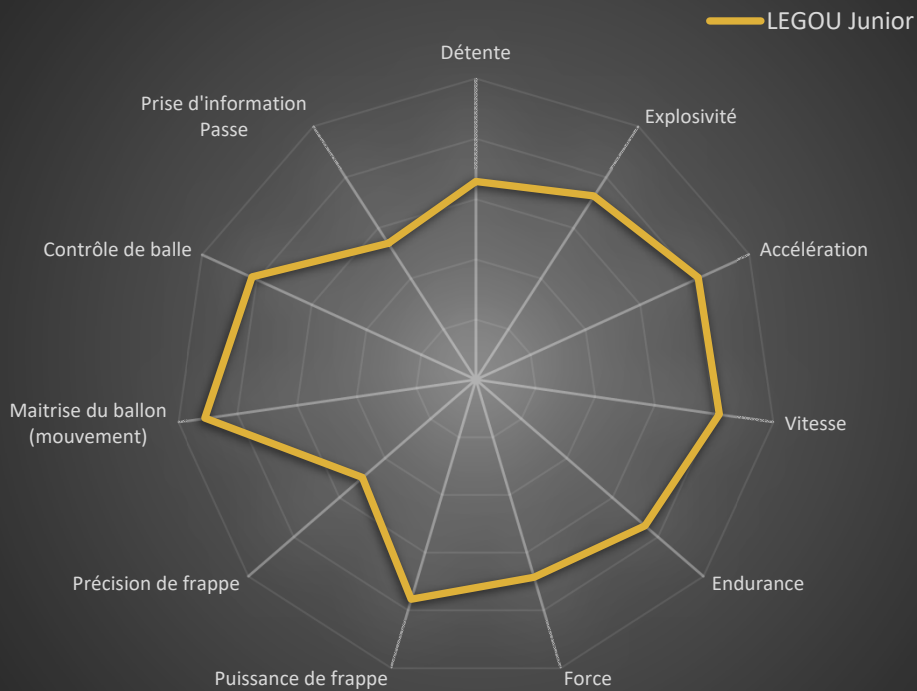 LEGOU Junior
Détente
Explosivité
Accélération
Vitesse
Endurance
Force
Puissance de frappe
Précision de frappe
Maitrise du ballon
(mouvement)
Contrôle de balle
Prise d'information
Passe